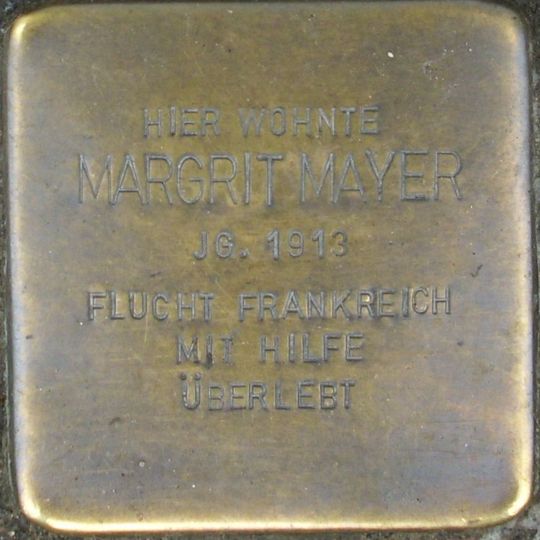 HIER WOHNTE
MARGRIT MAYER
JG. 1913
FLUCHT FRANKREICH
MIT HILFE
ÜBERLEBT